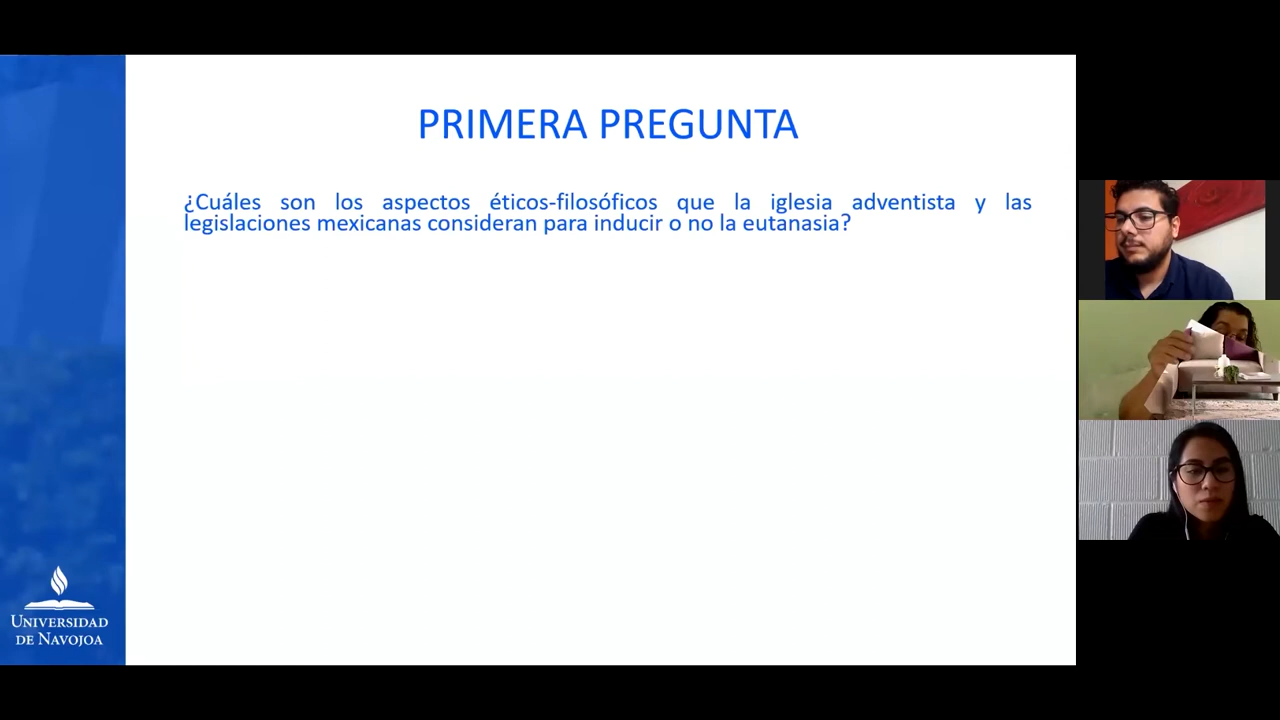 PRIMERA PREGUNTA
¿Cuáles son los aspectos éticos-filosóficos que la iglesia adventista y las
legislaciones mexicanas consideran para inducir o no la eutanasia?
UNIVERSIDAD
DE NAVOJOA